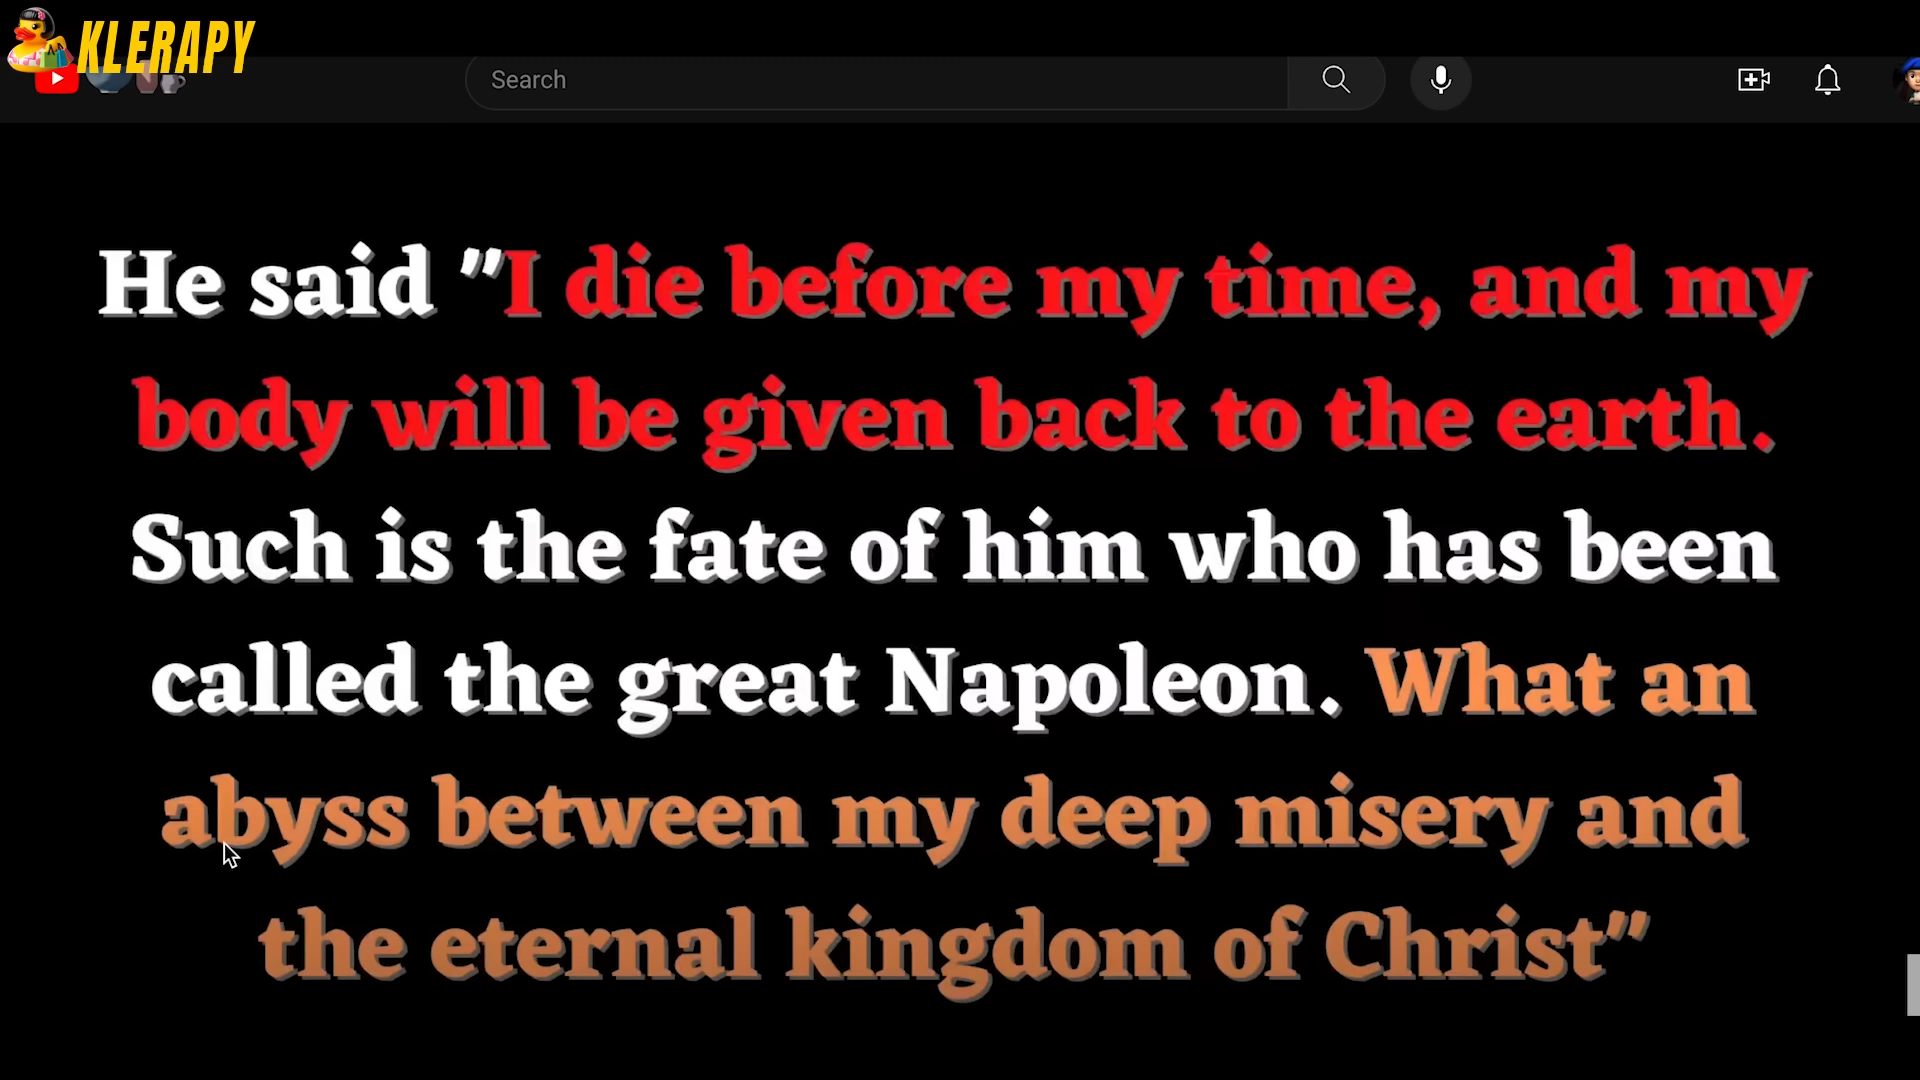 KLERAPY
Search
He said "I die before my time, and my
body will be given back to the earth.
Such is the fate of him who has been
called the great Napoleon. What an
abyss between my deep misery and
the eternal kingdom of Christ"